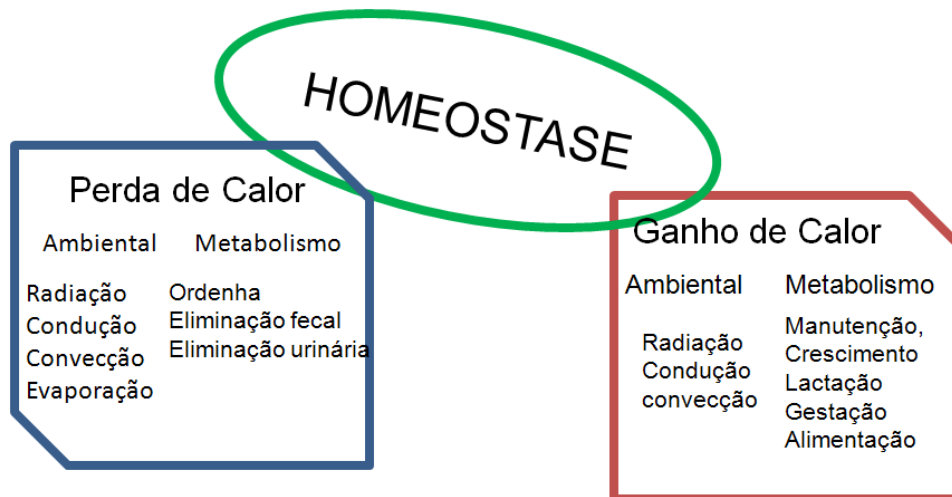 HOMEOSTASE
Perda de Calor
Ambiental
Radiação
Condução
Convecção
Evaporação
Metabolismo
Ordenha
Eliminação fecal
Eliminação urinária
Ganho de Calor
Ambiental
Radiação
Condução
convecção
Metabolismo
Manutenção,
Crescimento
Lactação
Gestação
Alimentação